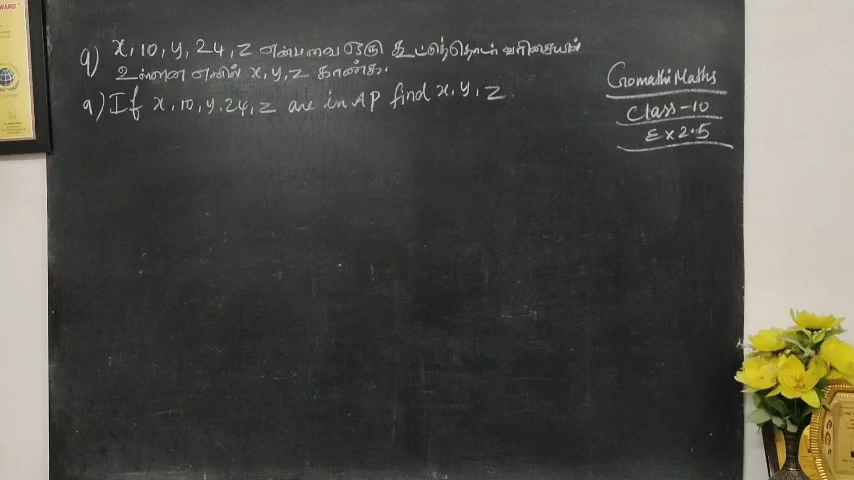 9) x, 10, y, 24, z என்பவை ஒரு கூட்டுத்தொடர் வரிசையில்
உள்ளன எனில் x, y, z காண்க.
9) If x, 10, y, 24, z are in AP find x, y, z.
Gomathi Maths
Class-10
Ex 2.5